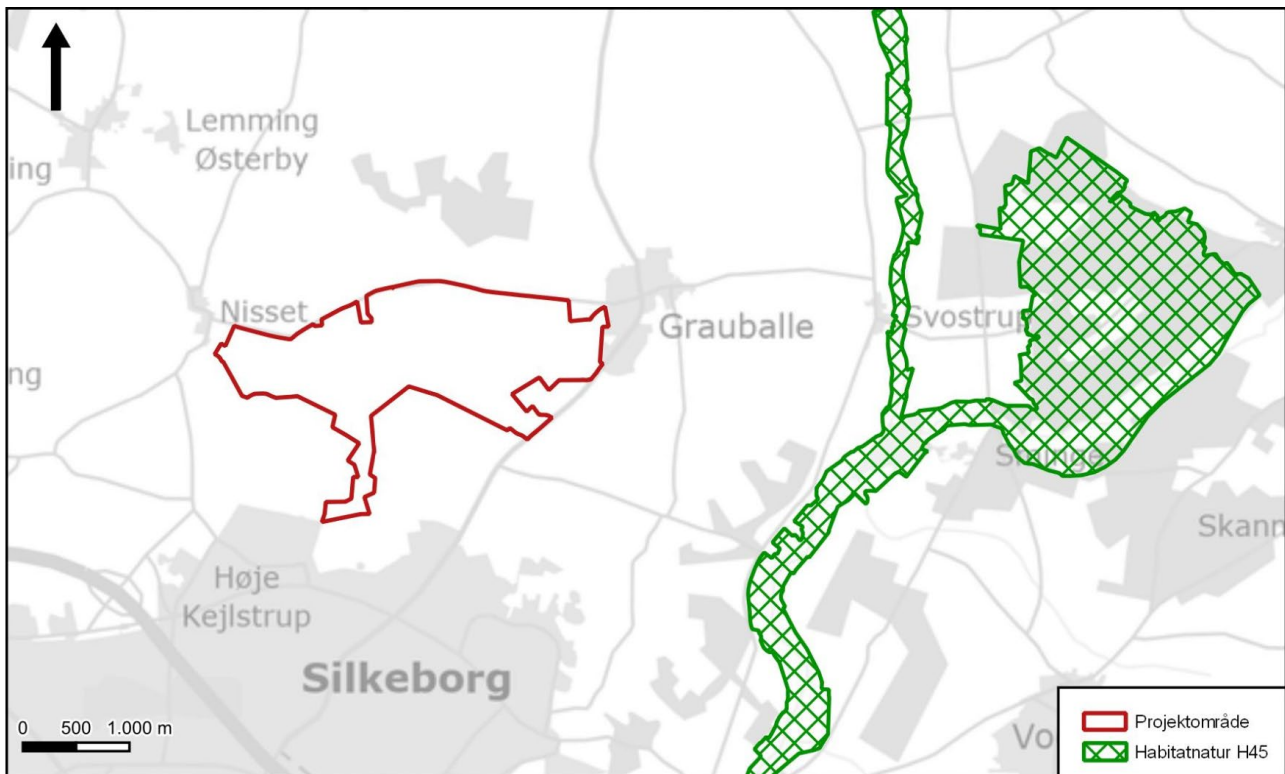 Lemming
Østerby
ing
Nisset
Grauballe
Svostrup
ng
Sminge
Skann
Høje
Kejlstrup
Silkeborg
Vo
0 500 1.000 m
Projektområde
Habitatnatur H45